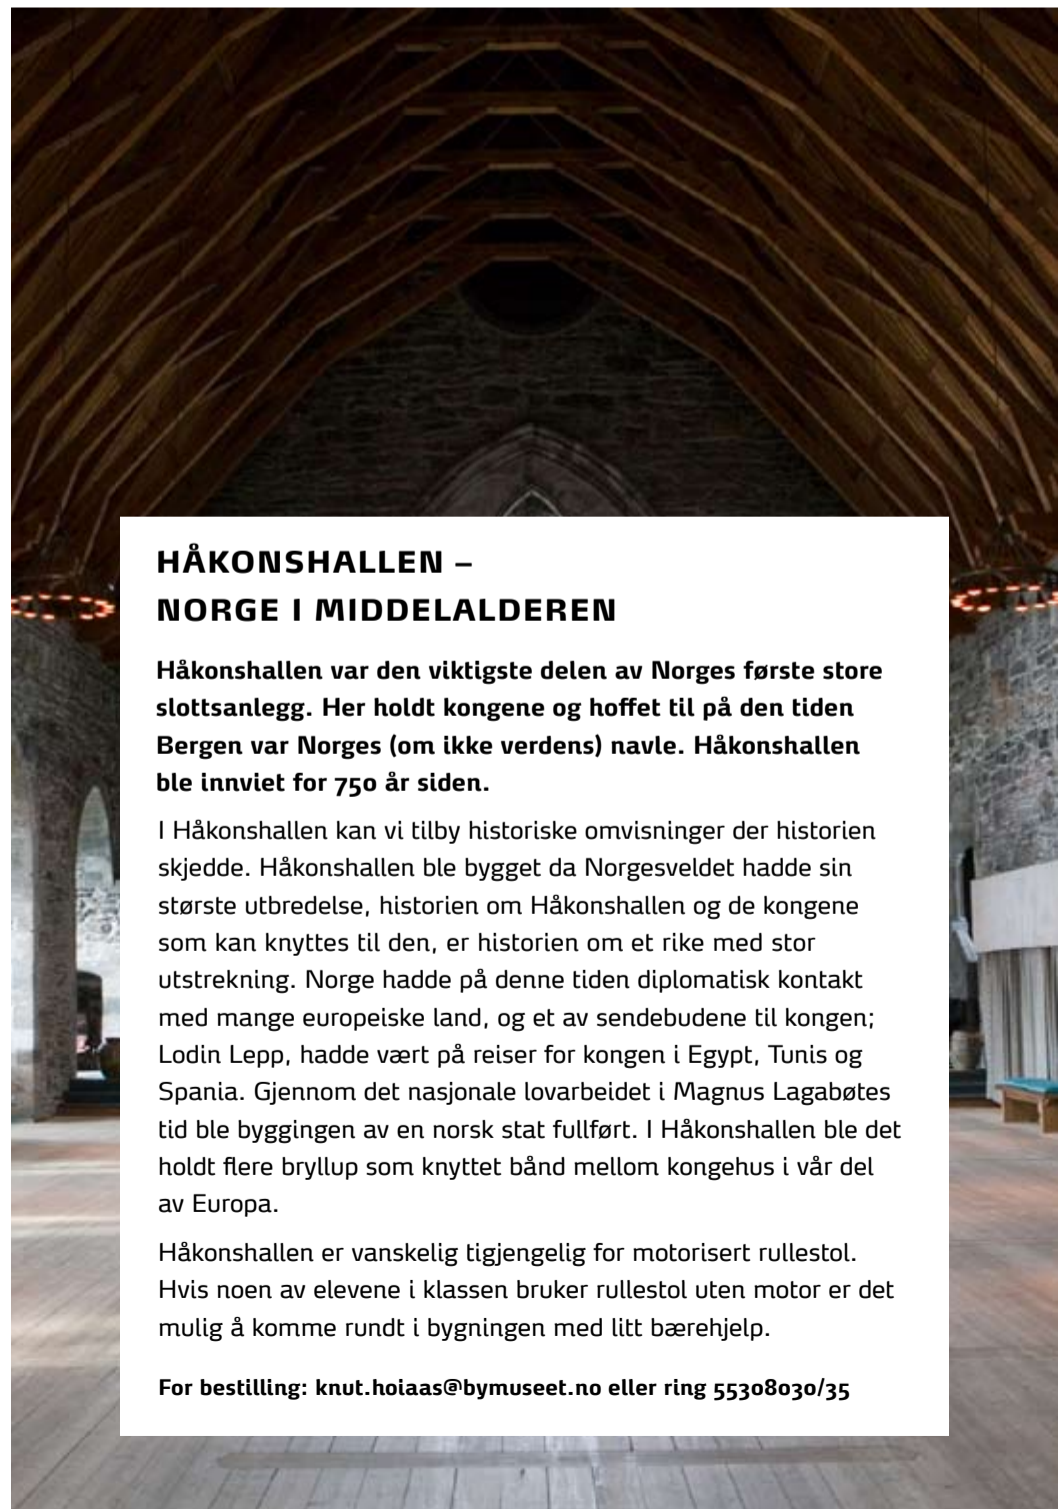 HÅKONSHALLEN –
NORGE I MIDDELALDEREN
Håkonshallen var den viktigste delen av Norges første store
slottsanlegg. Her holdt kongene og hoffet til på den tiden
Bergen var Norges (om ikke verdens) navle. Håkonshallen
ble innviet for 750 år siden.
I Håkonshallen kan vi tilby historiske omvisninger der historien
skjedde. Håkonshallen ble bygget da Norgesveldet hadde sin
største utbredelse, historien om Håkonshallen og de kongene
som kan knyttes til den, er historien om et rike med stor
utstrekning. Norge hadde på denne tiden diplomatisk kontakt
med mange europeiske land, og et av sendebudene til kongen;
Lodin Lepp, hadde vært på reiser for kongen i Egypt, Tunis og
Spania. Gjennom det nasjonale lovarbeidet i Magnus Lagabøtes
tid ble byggingen av en norsk stat fullført. I Håkonshallen ble det
holdt flere bryllup som knyttet bånd mellom kongehus i vår del
av Europa.
Håkonshallen er vanskelig tigjengelig for motorisert rullestol.
Hvis noen av elevene i klassen bruker rullestol uten motor er det
mulig å komme rundt i bygningen med litt bærehjelp.
For bestilling: knut.hoiaas@bymuseet.no eller ring 55308030/35